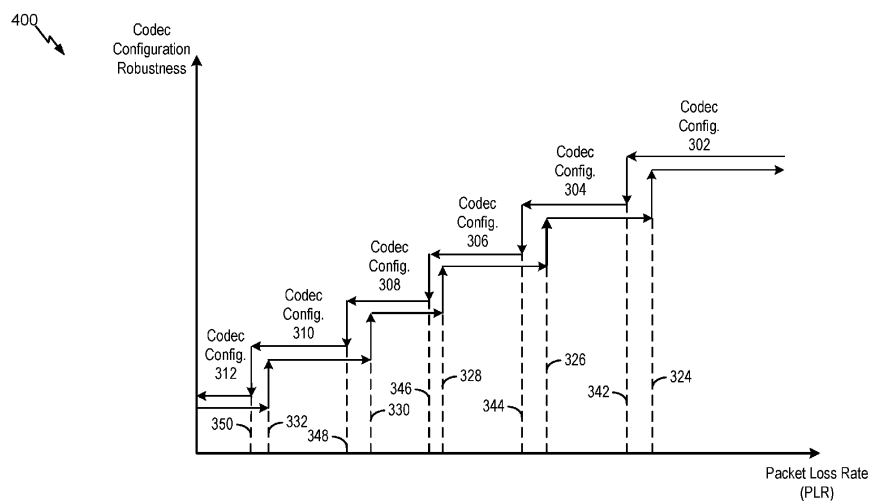 400
Codec
Configuration
Robustness
Codec
Config.
302
Codec
Config.
304
Codec
Config.
306
Codec
Config.
308
Codec
Config.
310
Codec
Config.
312
350
332
348
330
346
328
344
326
342
324
Packet Loss Rate
(PLR)